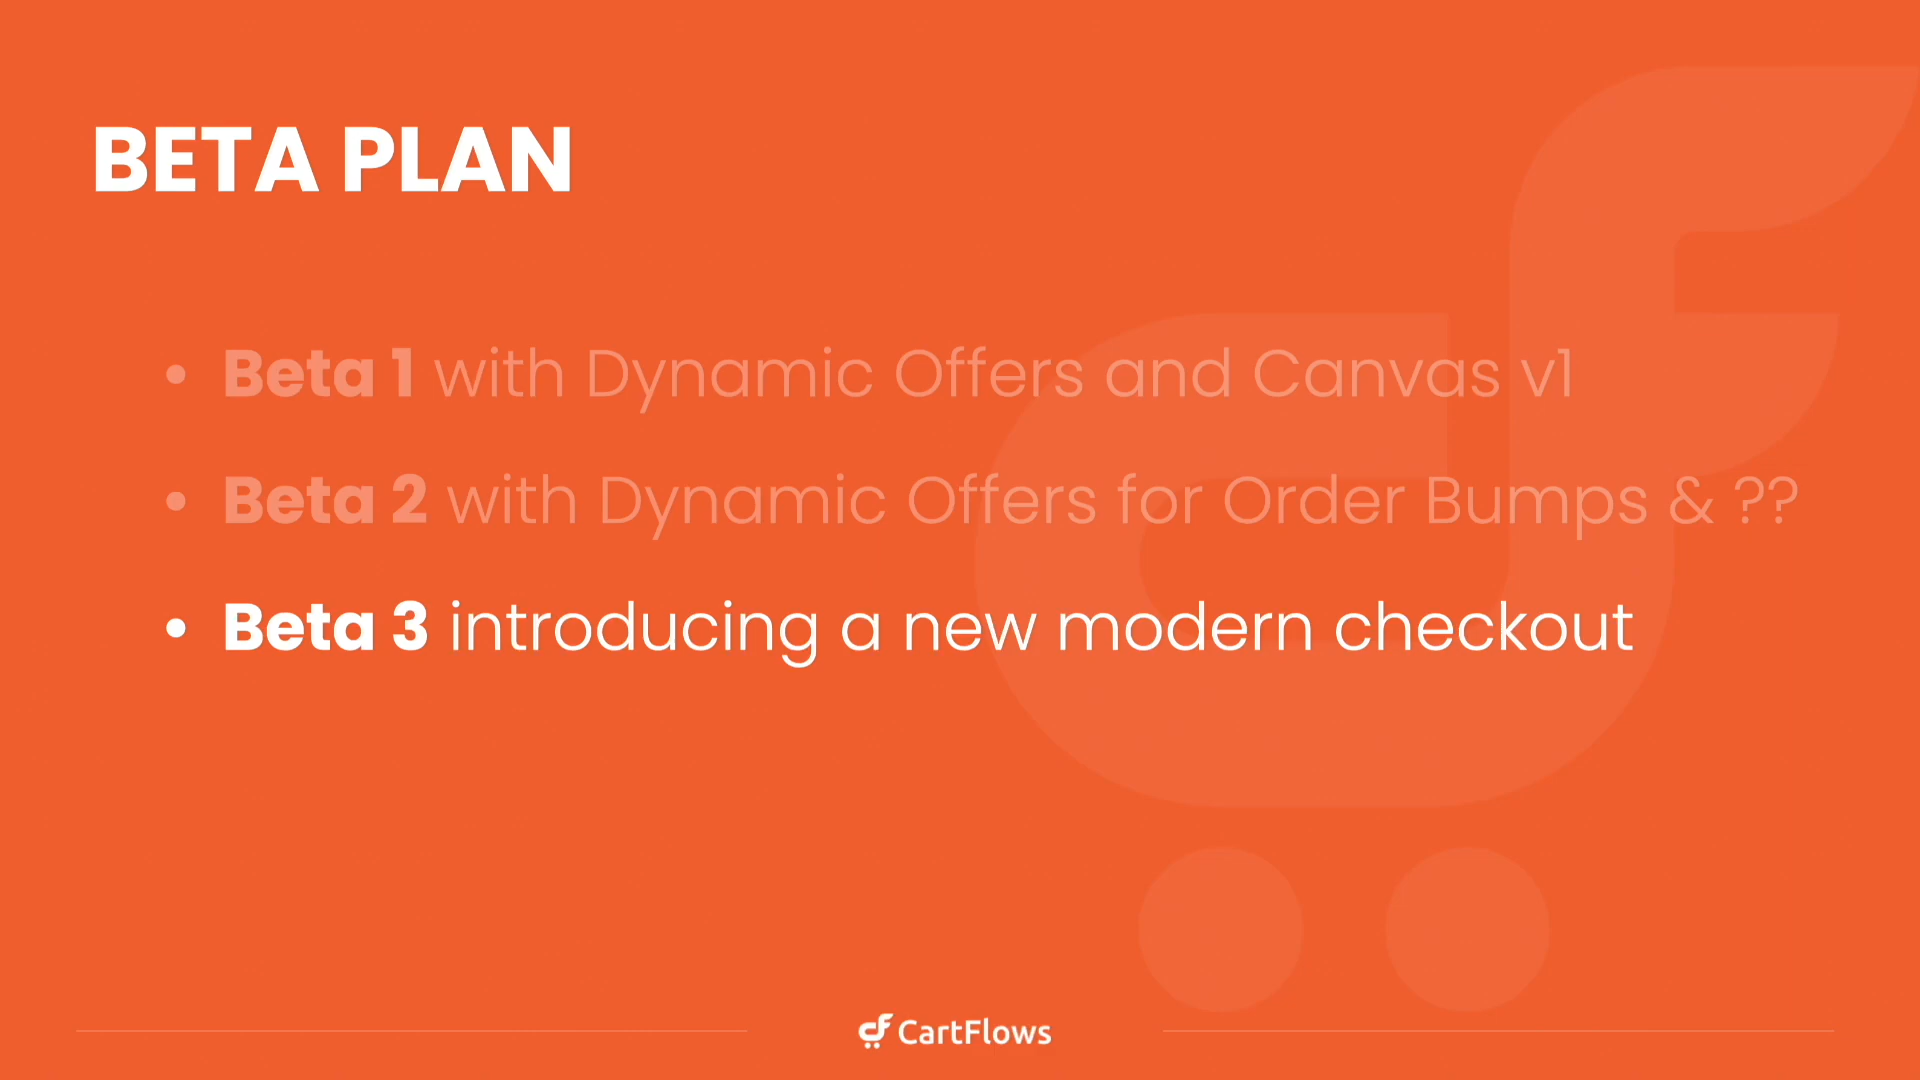 BETA PLAN
• Beta 1 with Dynamic Offers and Canvas v1
• Beta 2 with Dynamic Offers for Order Bumps & ??
• Beta 3 introducing a new modern checkout
CartFlows